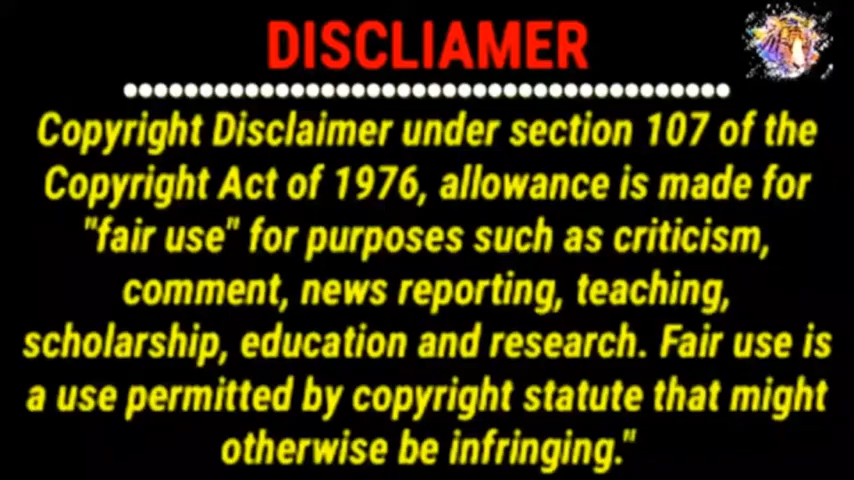 DISCLIAMER
Copyright Disclaimer under section 107 of the
Copyright Act of 1976, allowance is made for
"fair use" for purposes such as criticism,
comment, news reporting, teaching,
scholarship, education and research. Fair use is
a use permitted by copyright statute that might
otherwise be infringing."